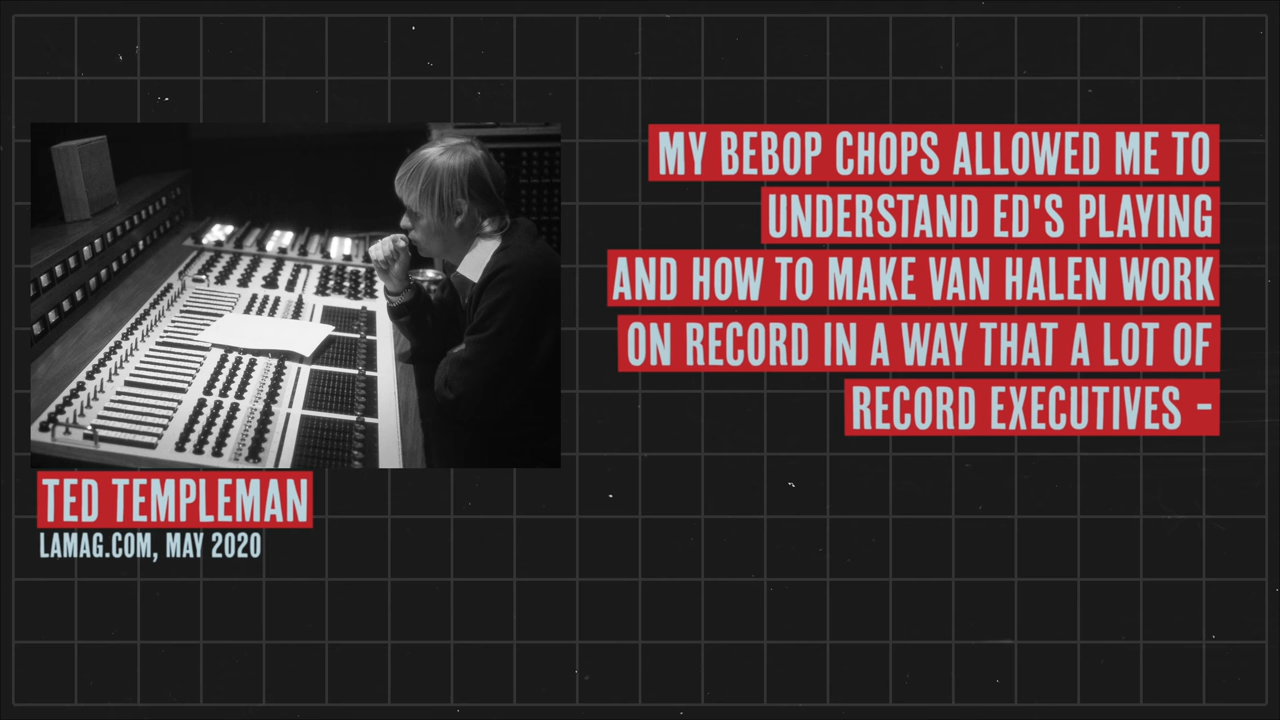 MY BEBOP CHOPS ALLOWED ME TO
UNDERSTAND ED'S PLAYING
AND HOW TO MAKE VAN HALEN WORK
ON RECORD IN A WAY THAT A LOT OF
RECORD EXECUTIVES -
TED TEMPLEMAN
LAMAG.COM, MAY 2020